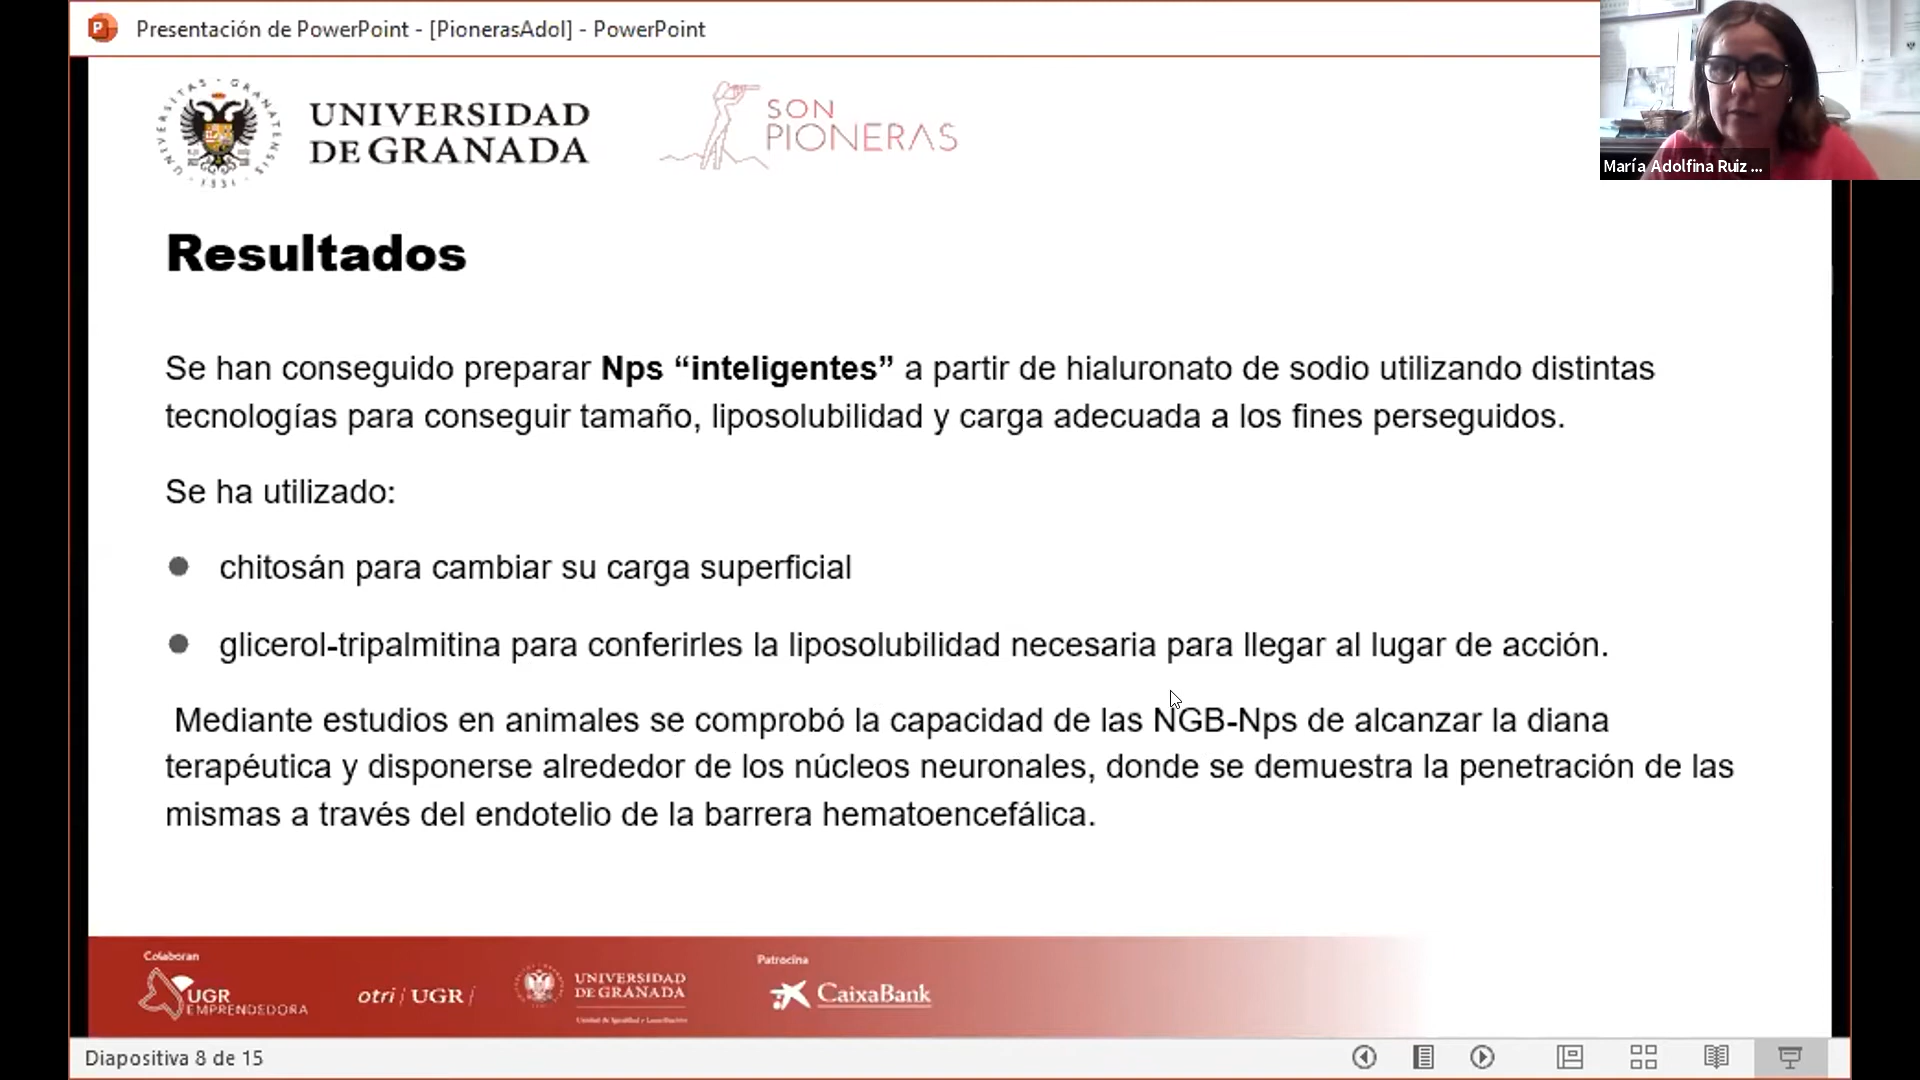 Presentación de PowerPoint - [PionerasAdol] - PowerPoint
María Adolfina Ruiz ...
UNIVERSITAS · GRANATENSIS · 1531 ·
UNIVERSIDAD
DE GRANADA
SON
PIONERAS
Resultados
Se han conseguido preparar Nps “inteligentes” a partir de hialuronato de sodio utilizando distintas
tecnologías para conseguir tamaño, liposolubilidad y carga adecuada a los fines perseguidos.
Se ha utilizado:
● chitosán para cambiar su carga superficial
● glicerol-tripalmitina para conferirles la liposolubilidad necesaria para llegar al lugar de acción.
Mediante estudios en animales se comprobó la capacidad de las NGB-Nps de alcanzar la diana
terapéutica y disponerse alrededor de los núcleos neuronales, donde se demuestra la penetración de las
mismas a través del endotelio de la barrera hematoencefálica.
Colaboran
UGR
EMPRENDEDORA
otri / UGR /
UNIVERSIDAD
DE GRANADA
Patrocina
CaixaBank
Diapositiva 8 de 15